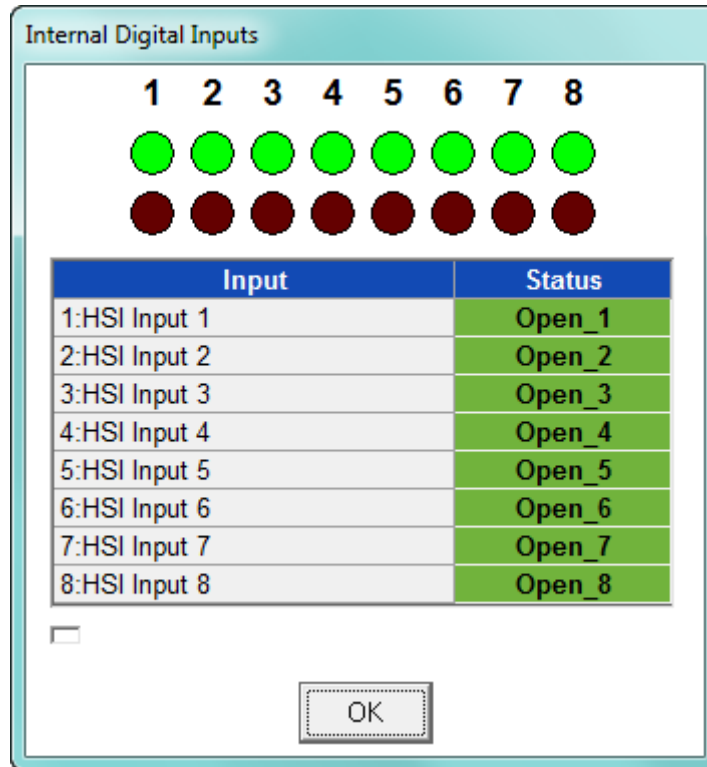 Internal Digital Inputs
1 2 3 4 5 6 7 8
Input Status
1:HSI Input 1 Open_1
2:HSI Input 2 Open_2
3:HSI Input 3 Open_3
4:HSI Input 4 Open_4
5:HSI Input 5 Open_5
6:HSI Input 6 Open_6
7:HSI Input 7 Open_7
8:HSI Input 8 Open_8
OK